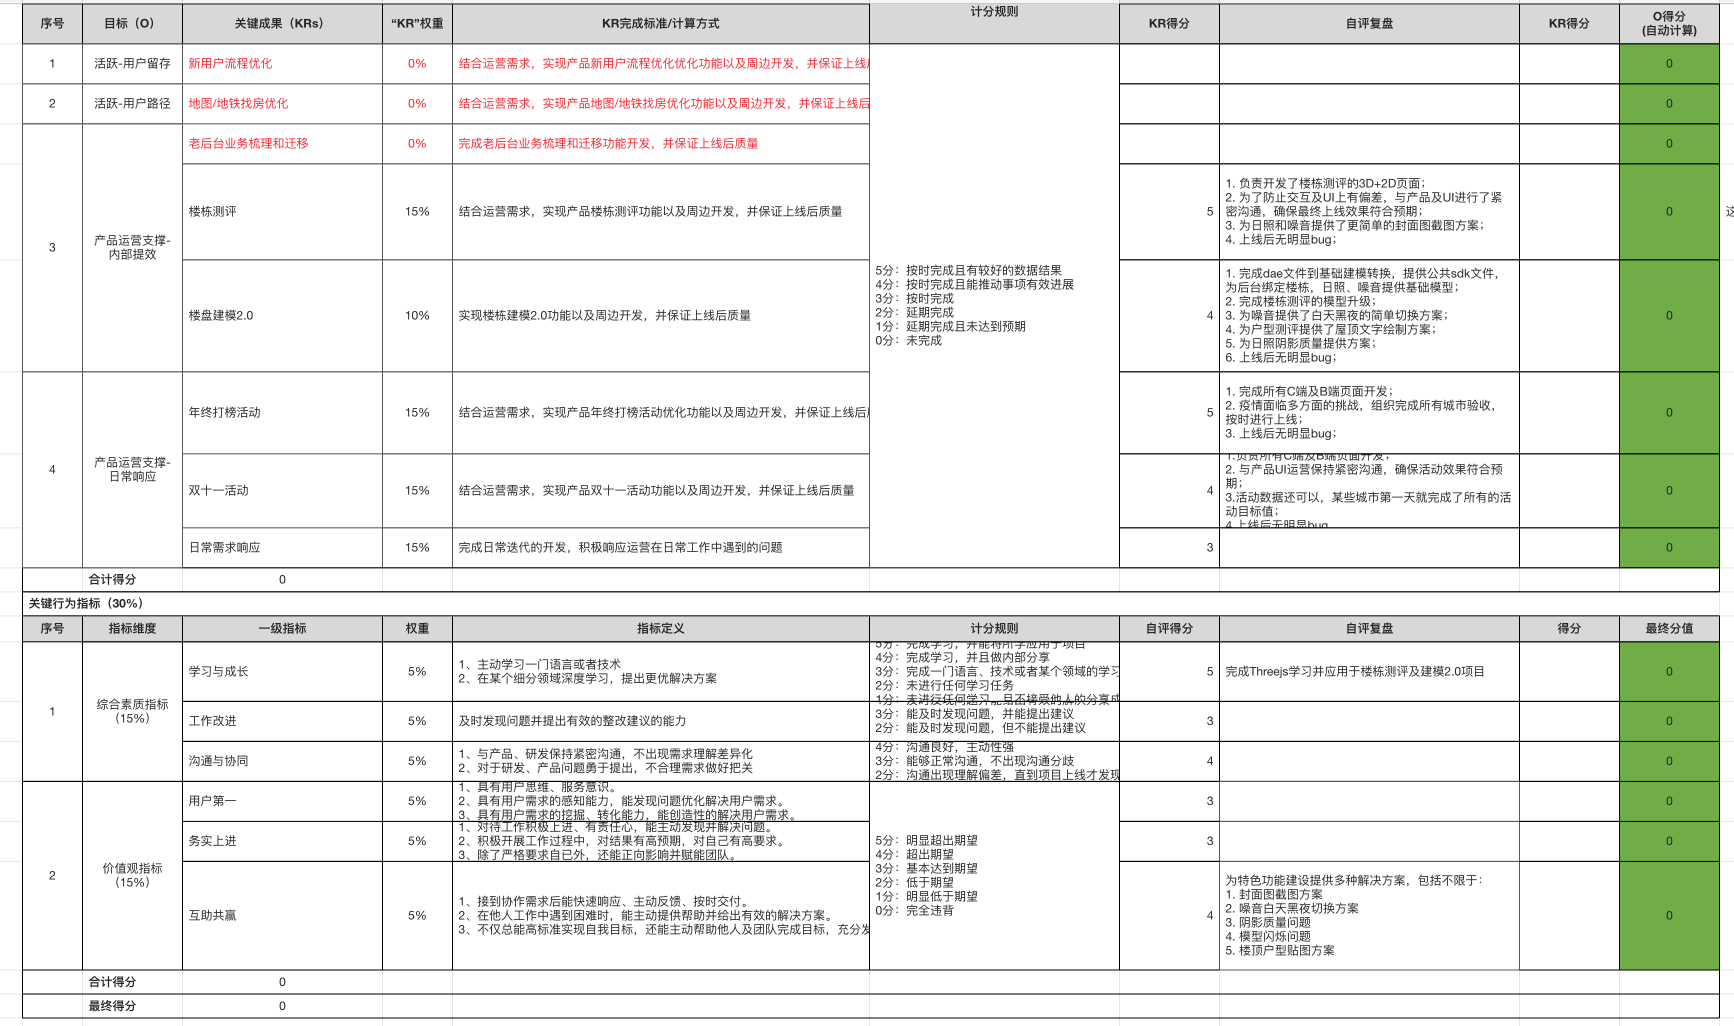 序号 目标（O） 关键成果（KRs） “KR”权重 KR完成标准/计算方式 计分规则 KR得分 自评复盘 KR得分 O得分
(自动计算)
1 活跃-用户留存 新用户流程优化 0% 结合运营需求，实现产品新用户流程优化优化功能以及周边开发，并保证上线 0
2 活跃-用户路径 地图/地铁找房优化 0% 结合运营需求，实现产品地图/地铁找房优化功能以及周边开发，并保证上线后 0
3 产品运营支撑-
内部提效
老后台业务梳理和迁移 0% 完成老后台业务梳理和迁移功能开发，并保证上线后质量 0
楼栋测评 15% 结合运营需求，实现产品楼栋测评功能以及周边开发，并保证上线后质量 5
1. 负责开发了楼栋测评的3D+2D页面；
2. 为了防止交互及UI上有偏差，与产品及UI进行了紧
密沟通，确保最终上线效果符合预期；
3. 为日照和噪音提供了更简单的封面图截图方案；
4. 上线后无明显bug；
0
楼盘建模2.0 10% 实现楼栋建模2.0功能以及周边开发，并保证上线后质量
5分：按时完成且有较好的数据结果
4分：按时完成且能推动事项有效进展
3分：按时完成
2分：延期完成
1分：延期完成且未达到预期
0分：未完成
4
1. 完成dae文件到基础建模转换，提供公共sdk文件，
为后台绑定楼栋，日照、噪音提供基础模型；
2. 完成楼栋测评的模型升级；
3. 为噪音提供了白天黑夜的简单切换方案；
4. 为户型测评提供了屋顶文字绘制方案；
5. 为日照阴影质量提供方案；
6. 上线后无明显bug；
0
4 产品运营支撑-
日常响应
年终打榜活动 15% 结合运营需求，实现产品年终打榜活动优化功能以及周边开发，并保证上线后 5
1. 完成所有C端及B端页面开发；
2. 疫情面临多方面的挑战，组织完成所有城市验收，
按时进行上线；
3. 上线后无明显bug；
0
双十一活动 15% 结合运营需求，实现产品双十一活动功能以及周边开发，并保证上线后质量 4
1.负责所有C端及B端页面开发；
2. 与产品UI运营保持紧密沟通，确保活动效果符合预
期；
3.活动数据还可以，某些城市第一天就完成了所有的活
动目标值；
4.上线后无明显bug
0
日常需求响应 15% 完成日常迭代的开发，积极响应运营在日常工作中遇到的问题 3 0
合计得分 0
关键行为指标（30%）
序号 指标维度 一级指标 权重 指标定义 计分规则 自评得分 自评复盘 得分 最终分值
1 综合素质指标
（15%）
学习与成长 5%
1、主动学习一门语言或者技术
2、在某个细分领域深度学习，提出更优解决方案
5分：完成学习，并能将所学应用于项目
4分：完成学习，并且做内部分享
3分：完成一门语言、技术或者某个领域的学习
2分：未进行任何学习任务
1分：未进行任何学习，且不接受他人的分享成
5 完成Threejs学习并应用于楼栋测评及建模2.0项目 0
工作改进 5% 及时发现问题并提出有效的整改建议的能力
3分：能及时发现问题，并能提出建议
2分：能及时发现问题，但不能提出建议
3 0
沟通与协同 5%
1、与产品、研发保持紧密沟通，不出现需求理解差异化
2、对于研发、产品问题勇于提出，不合理需求做好把关
4分：沟通良好，主动性强
3分：能够正常沟通，不出现沟通分歧
2分：沟通出现理解偏差，直到项目上线才发现
4 0
2 价值观指标
（15%）
用户第一 5%
1、具有用户思维、服务意识。
2、具有用户需求的感知能力，能发现问题优化解决用户需求。
3、具有用户需求的挖掘、转化能力，能创造性的解决用户需求。
3 0
务实上进 5%
1、对待工作积极上进、有责任心，能主动发现并解决问题。
2、积极开展工作过程中，对结果有高预期，对自己有高要求。
3、除了严格要求自已外，还能正向影响并赋能团队。
3 0
5分：明显超出期望
4分：超出期望
3分：基本达到期望
2分：低于期望
1分：明显低于期望
0分：完全违背
互助共赢 5%
1、接到协作需求后能快速响应、主动反馈、按时交付。
2、在他人工作中遇到困难时，能主动提供帮助并给出有效的解决方案。
3、不仅总能高标准实现自我目标，还能主动帮助他人及团队完成目标，充分发
4
为特色功能建设提供多种解决方案，包括不限于：
1. 封面图截图方案
2. 噪音白天黑夜切换方案
3. 阴影质量问题
4. 模型闪烁问题
5. 楼顶户型贴图方案
0
合计得分 0
最终得分 0